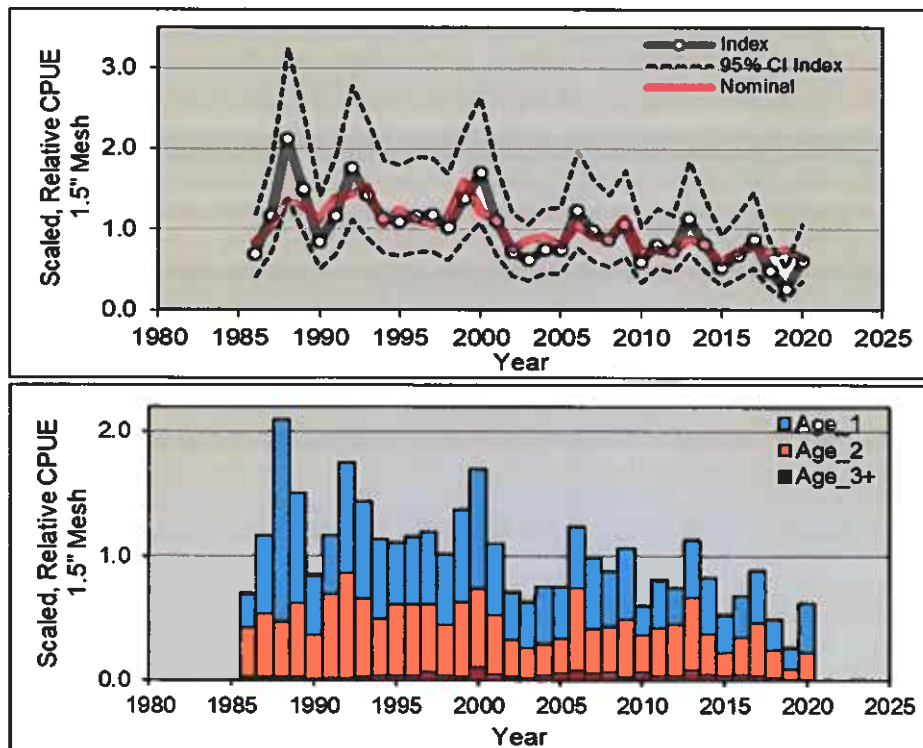 Scaled, Relative CPUE
1.5" Mesh
3.0
2.0
1.0
0.0
Index
95% CI Index
Nominal
1980 1985 1990 1995 2000 2005 2010 2015 2020 2025
Year
Scaled, Relative CPUE
1.5" Mesh
2.0
1.0
0.0
Age_1
Age_2
Age_3+
1980 1985 1990 1995 2000 2005 2010 2015 2020 2025
Year